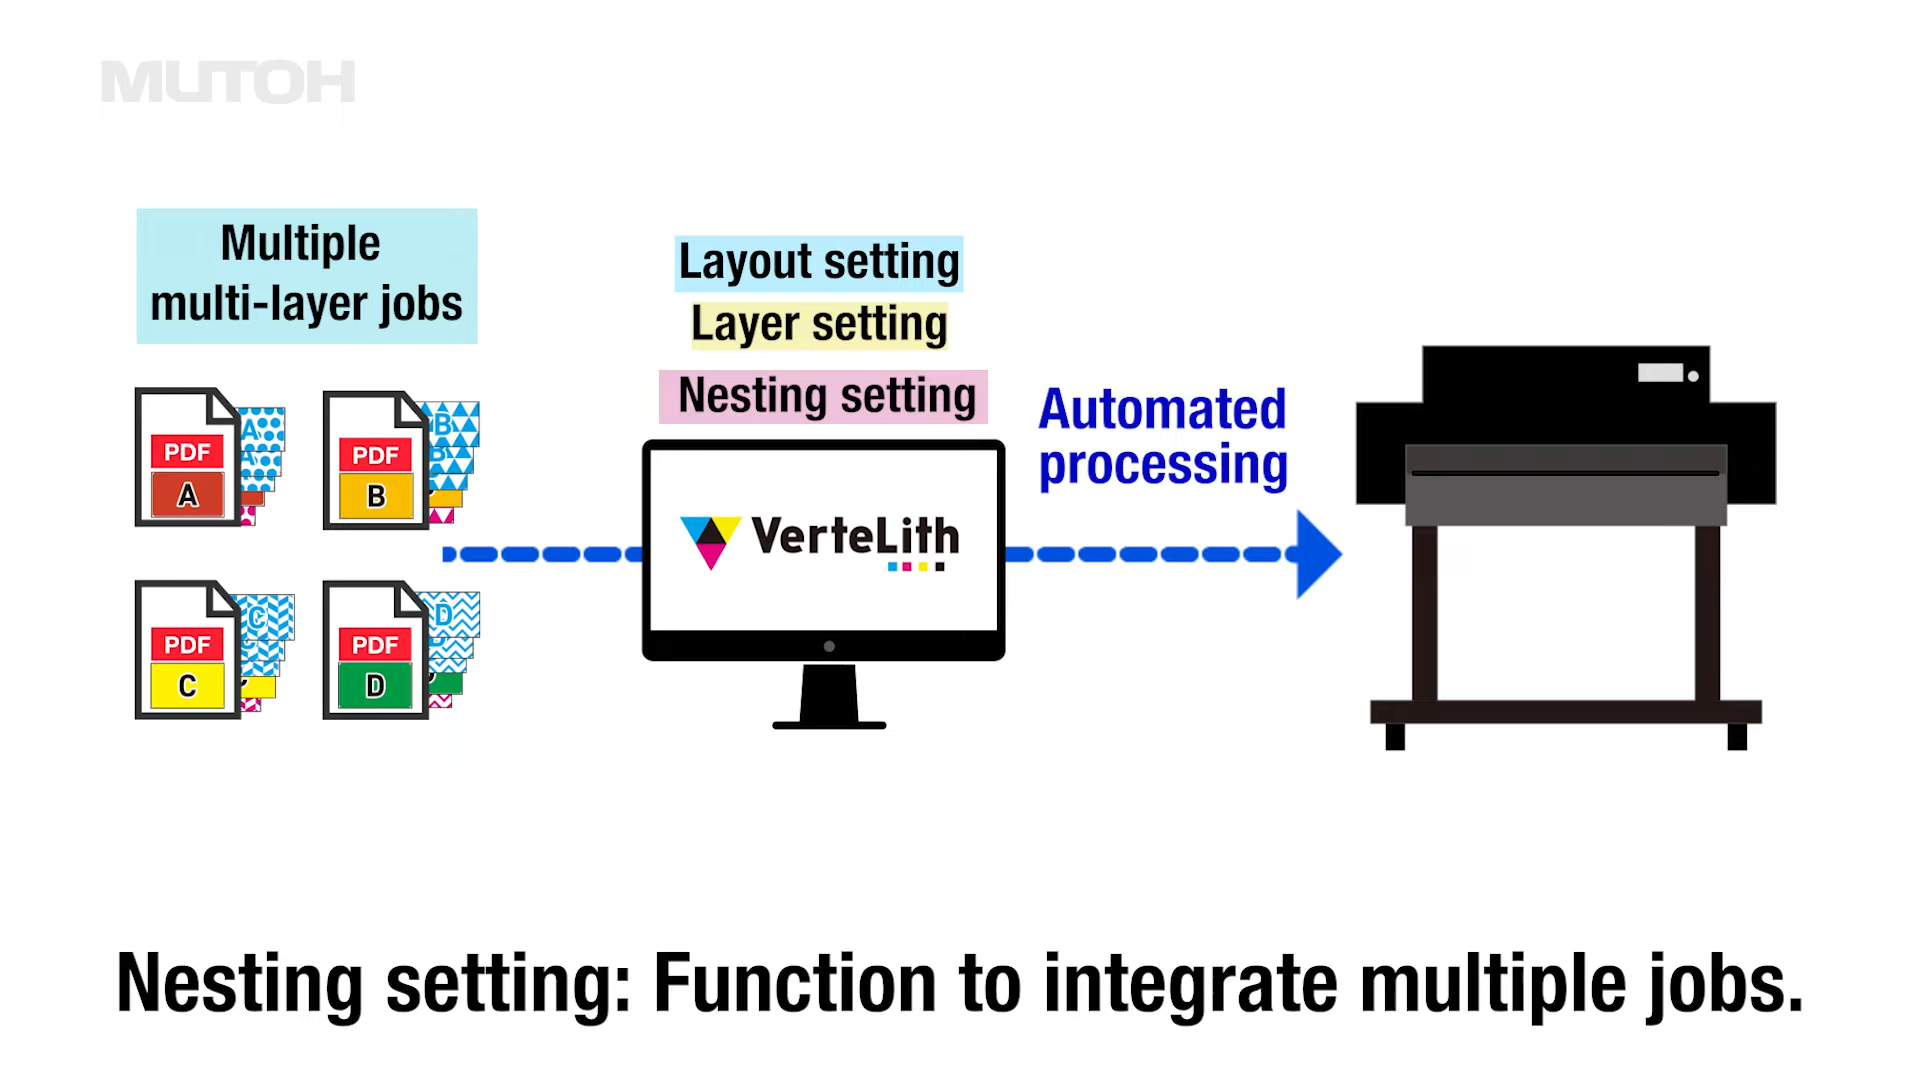 MUTOH
Multiple
multi-layer jobs
Layout setting
Layer setting
Nesting setting
Automated
processing
PDF
A
A
A
PDF
B
B
B
VerteLith
PDF
C
C
PDF
D
D
D
Nesting setting: Function to integrate multiple jobs.